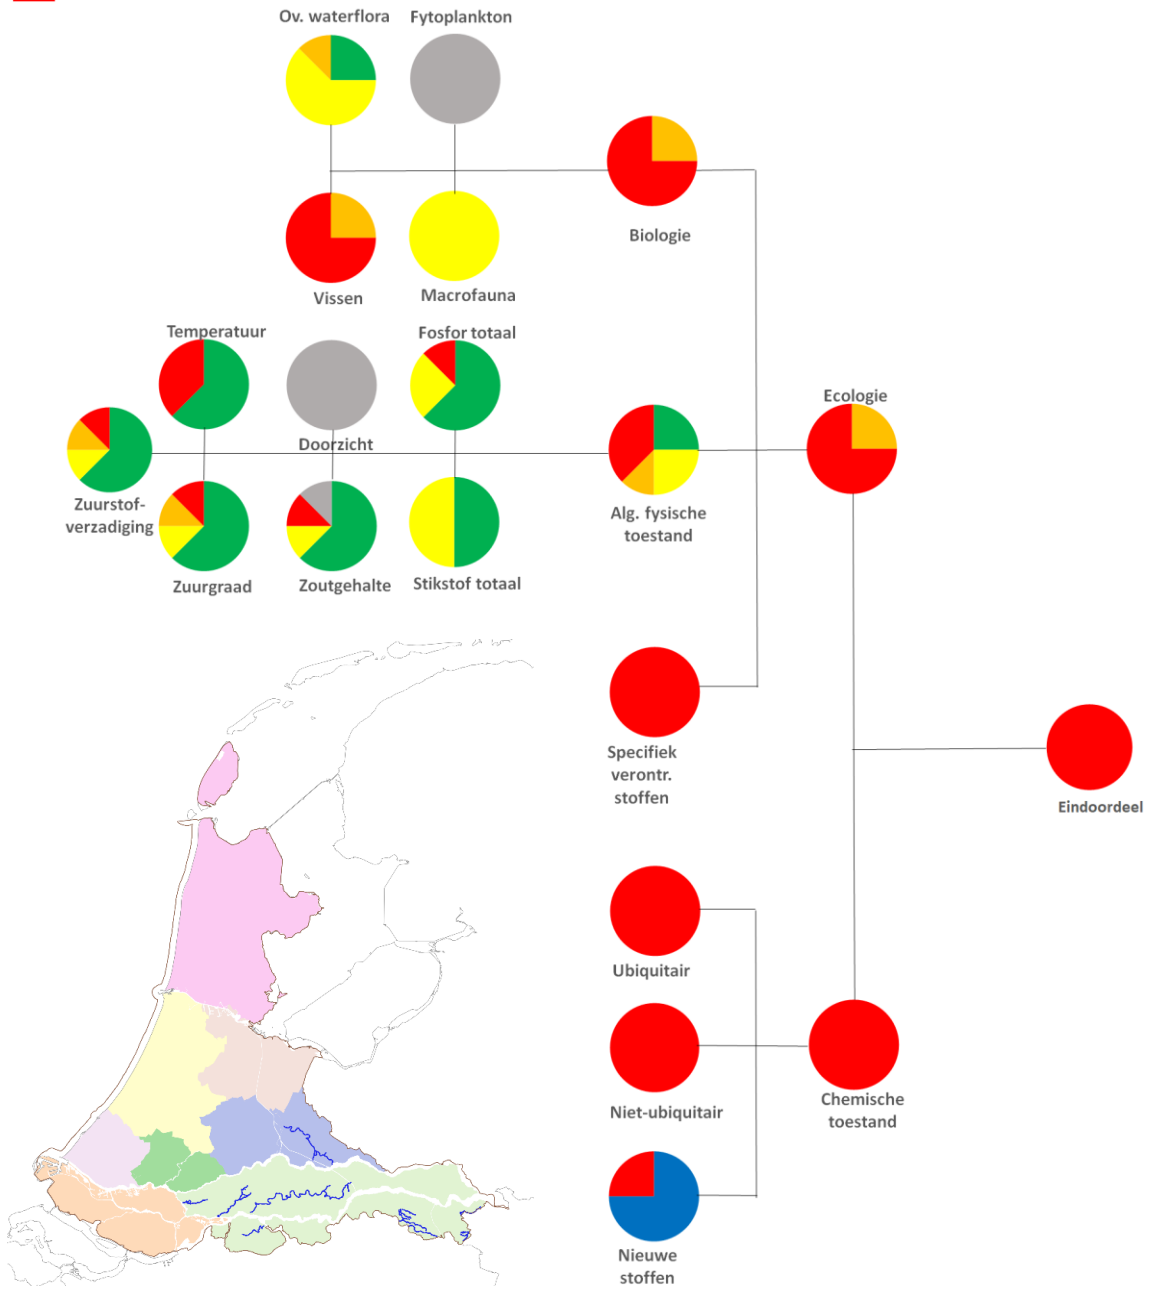 Ov. waterflora
Fytoplankton
Biologie
Vissen
Macrofauna
Temperatuur
Fosfor totaal
Doorzicht
Ecologie
Zuurstof-
verzadiging
Alg. fysische
toestand
Zuurgraad
Zoutgehalte
Stikstof totaal
Specifiek
verontr.
stoffen
Eindoordeel
Ubiquitair
Niet-ubiquitair
Chemische
toestand
Nieuwe
stoffen